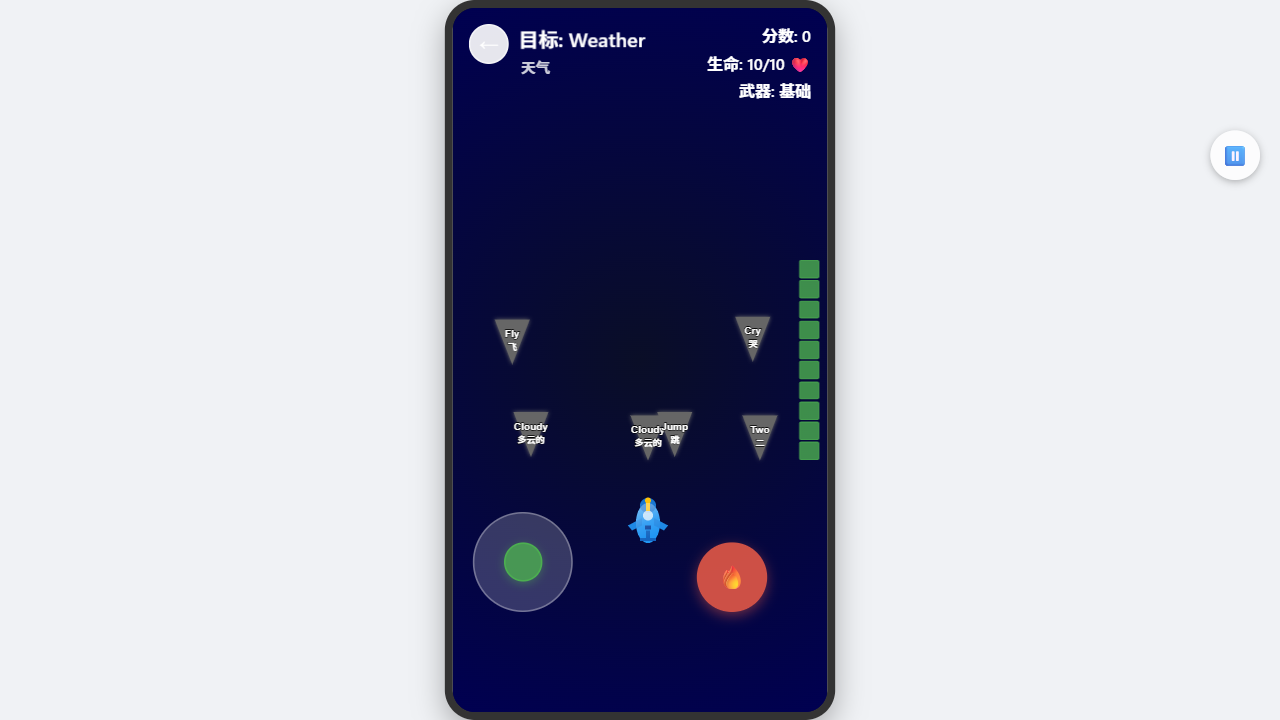 目标: Weather
天气
分数: 0
生命: 10/10
武器: 基础
Fly
飞
Cry
哭
Cloudy
多云的
Cloudy
多云的
Jump
跳
Two
二